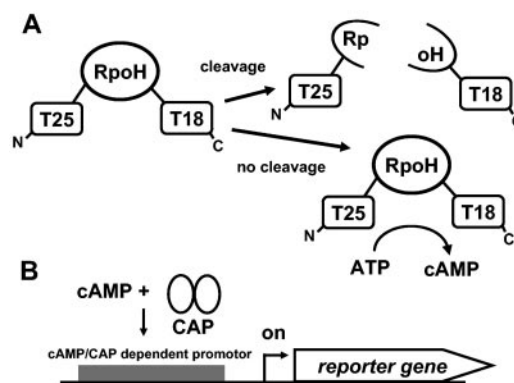 A
RpoH
T25
T18
N
C
cleavage
no cleavage
Rp
oH
T25
T18
N
RpoH
T25
T18
N
C
ATP
cAMP
B
cAMP +
CAP
cAMP/CAP dependent promotor
on
reporter gene